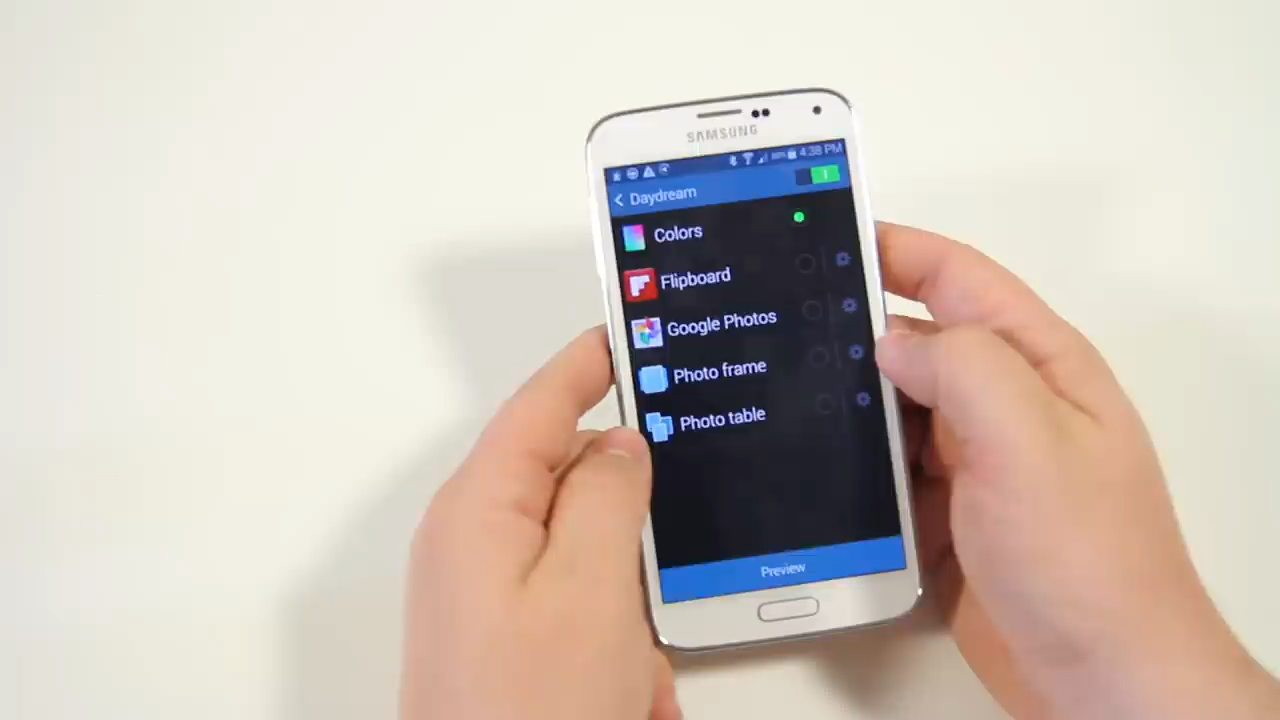 SAMSUNG
4:38 PM
Daydream
Colors
Flipboard
Google Photos
Photo frame
Photo table
Preview